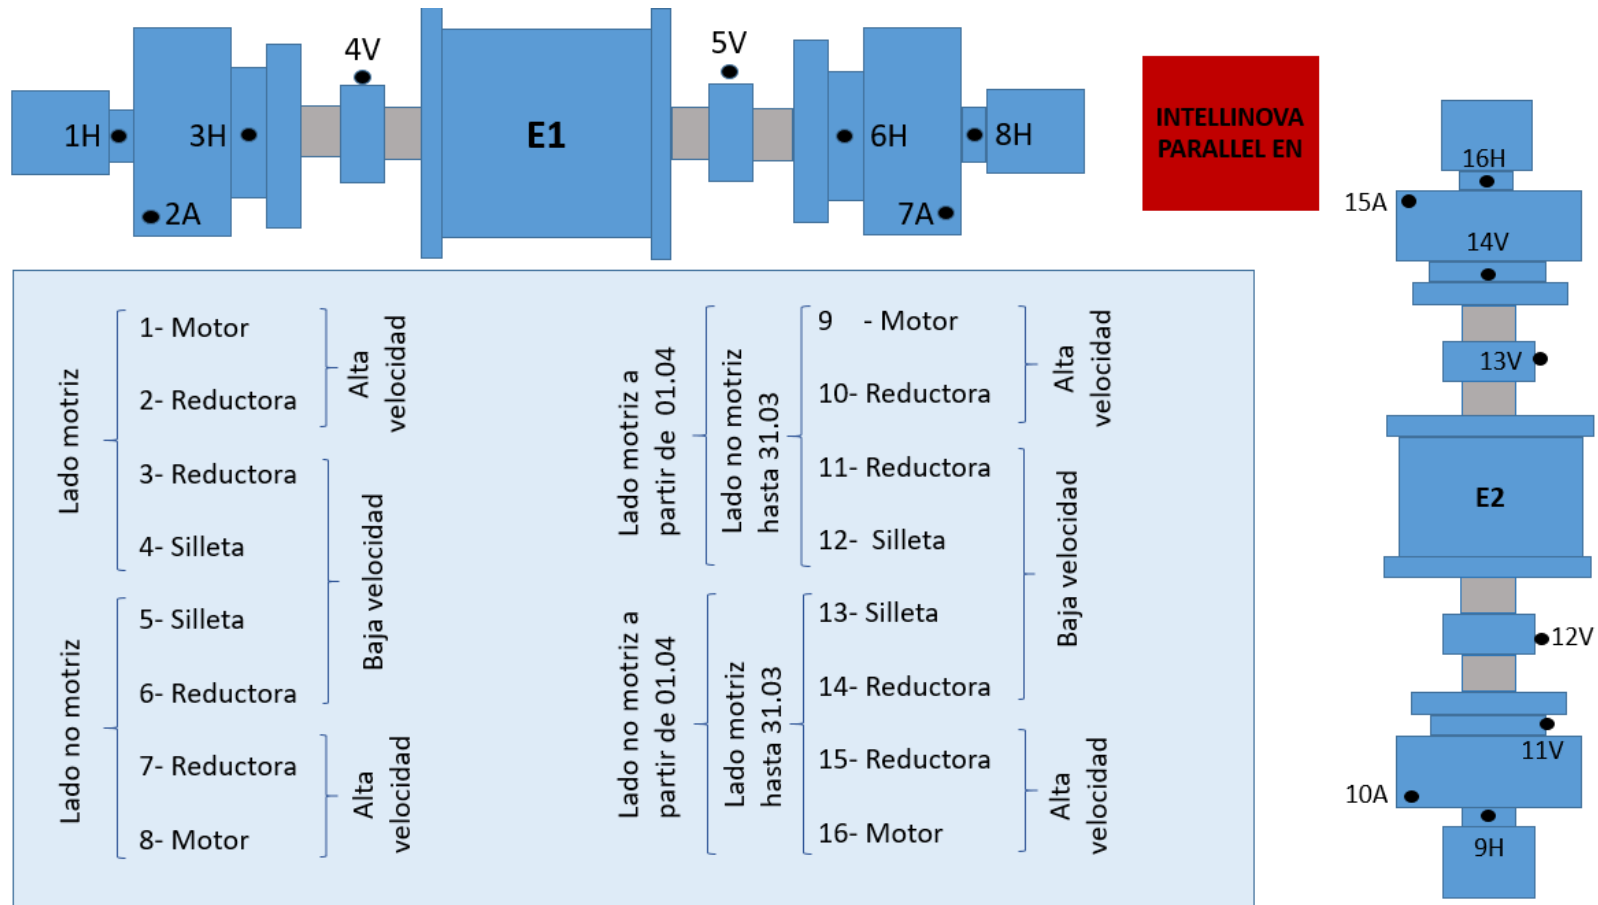 4V
5V
1H
3H
E1
6H
8H
2A
7A
INTELLINOVA
PARALLEL EN
16H
15A
14V
13V
E2
12V
11V
10A
9H
Lado motriz
1- Motor
2- Reductora
3- Reductora
4- Silleta
Lado no motriz
5- Silleta
6- Reductora
7- Reductora
8- Motor
Alta
velocidad
Baja velocidad
Alta
velocidad
Lado motriz a
partir de 01.04
Lado no motriz
hasta 31.03
9 - Motor
10- Reductora
11- Reductora
12- Silleta
Lado no motriz a
partir de 01.04
Lado motriz
hasta 31.03
13- Silleta
14- Reductora
15- Reductora
16- Motor
Alta
velocidad
Baja velocidad
Alta
velocidad